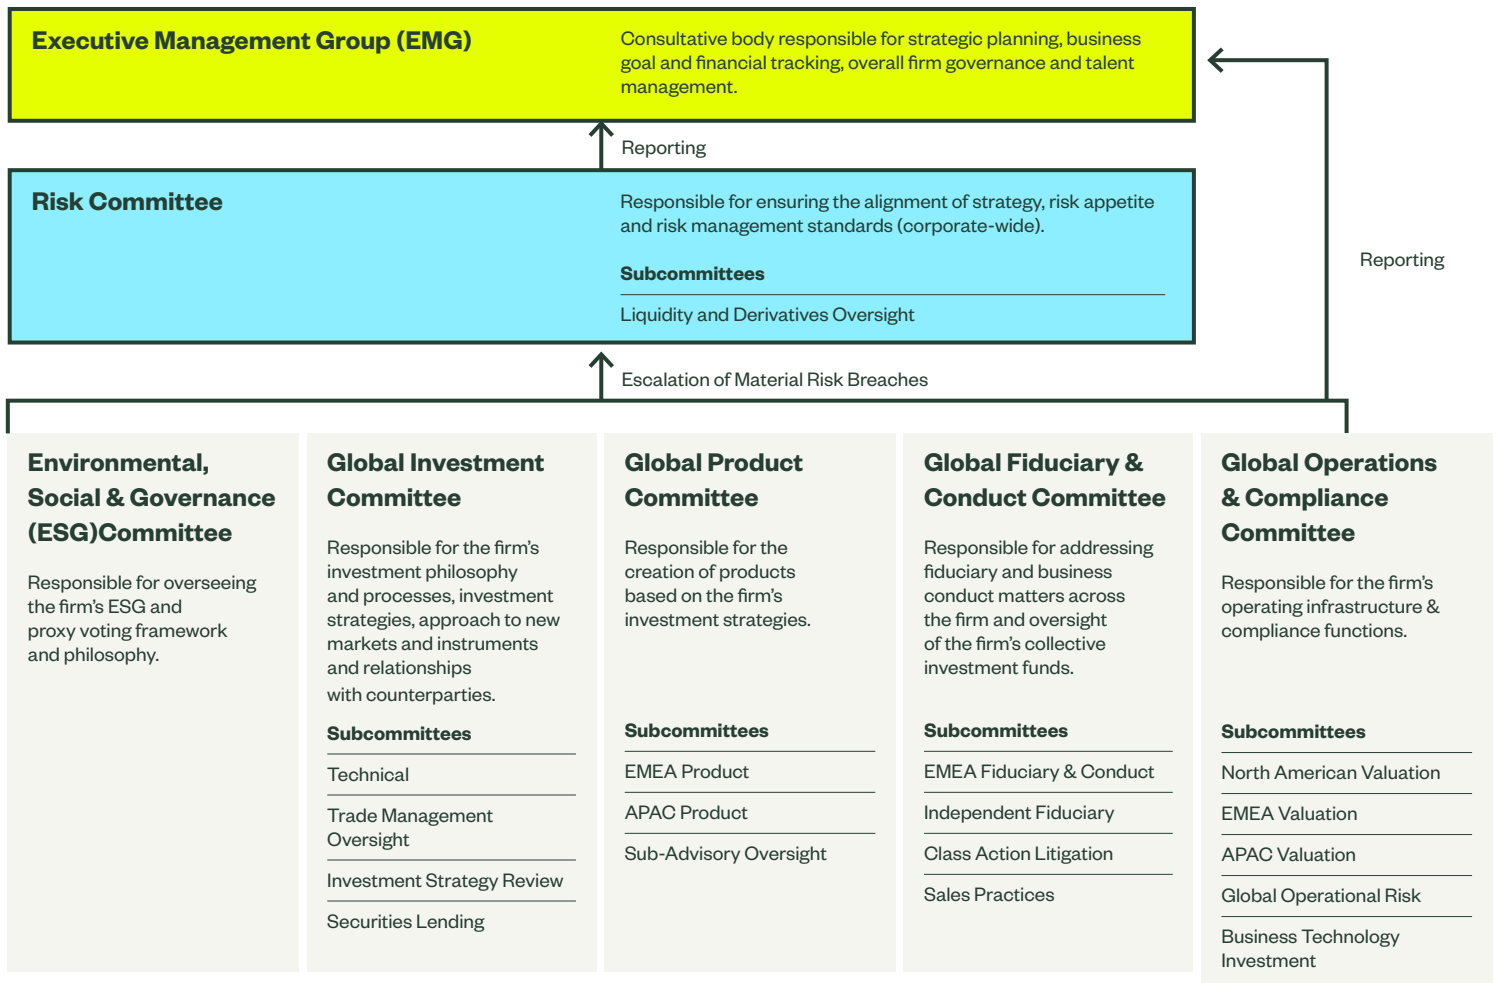 Executive Management Group (EMG)
Consultative body responsible for strategic planning, business
goal and financial tracking, overall firm governance and talent
management.
Reporting
Risk Committee
Responsible for ensuring the alignment of strategy, risk appetite
and risk management standards (corporate-wide).
Subcommittees
Liquidity and Derivatives Oversight
Reporting
Escalation of Material Risk Breaches
Environmental,
Social & Governance
(ESG)Committee
Responsible for overseeing
the firm’s ESG and
proxy voting framework
and philosophy.
Global Investment
Committee
Responsible for the firm’s
investment philosophy
and processes, investment
strategies, approach to new
markets and instruments
and relationships
with counterparties.
Subcommittees
Technical
Trade Management
Oversight
Investment Strategy Review
Securities Lending
Global Product
Committee
Responsible for the
creation of products
based on the firm’s
investment strategies.
Subcommittees
EMEA Product
APAC Product
Sub-Advisory Oversight
Global Fiduciary &
Conduct Committee
Responsible for addressing
fiduciary and business
conduct matters across
the firm and oversight
of the firm’s collective
investment funds.
Subcommittees
EMEA Fiduciary & Conduct
Independent Fiduciary
Class Action Litigation
Sales Practices
Global Operations
& Compliance
Committee
Responsible for the firm’s
operating infrastructure &
compliance functions.
Subcommittees
North American Valuation
EMEA Valuation
APAC Valuation
Global Operational Risk
Business Technology
Investment